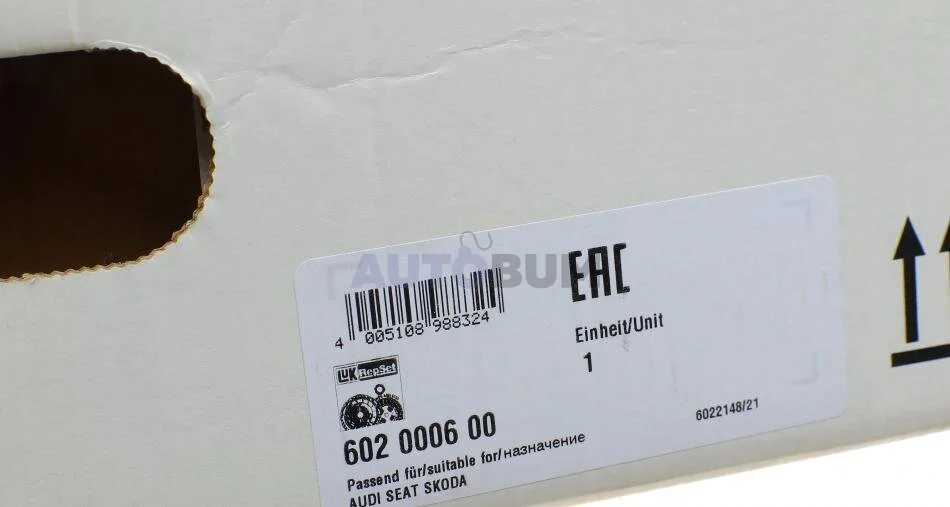 AUTOBUM
EAC
4 005108 988324
Einheit/Unit
1
LUK RepSet
602 0006 00
6022148/21
Passend für/suitable for/назначение
AUDI SEAT SKODA